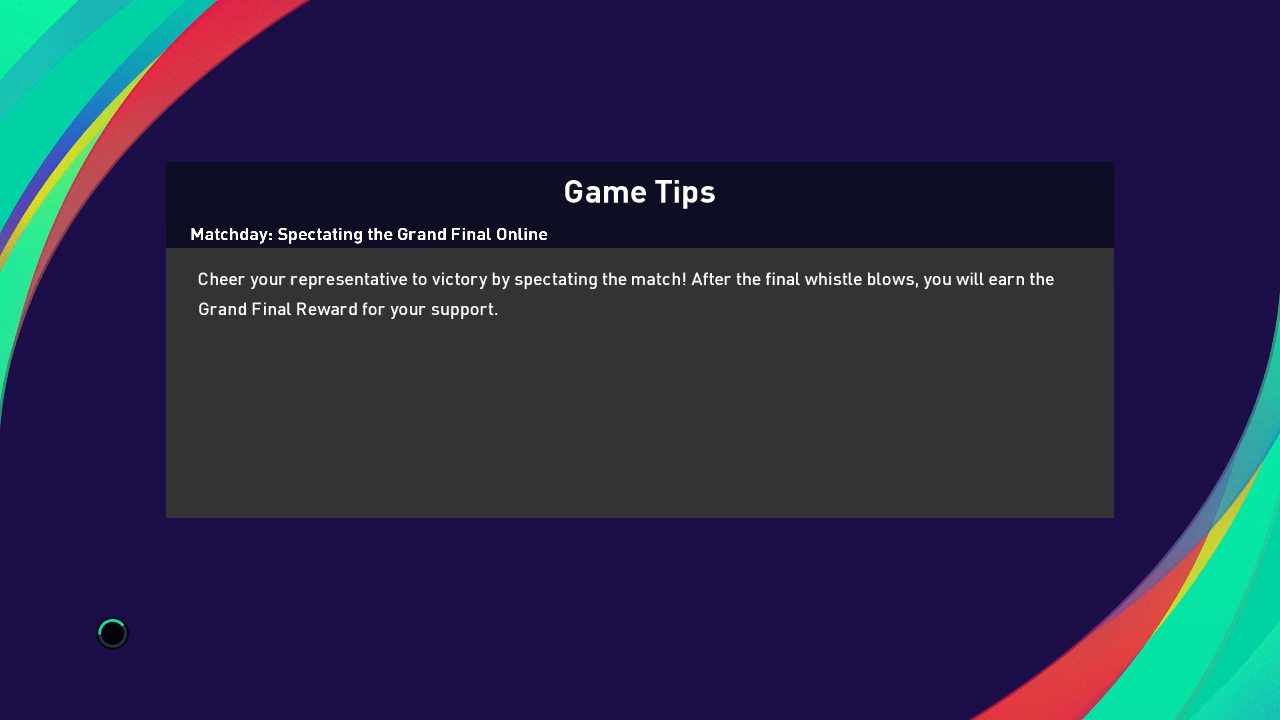 Game Tips
Matchday: Spectating the Grand Final Online
Cheer your representative to victory by spectating the match! After the final whistle blows, you will earn the
Grand Final Reward for your support.